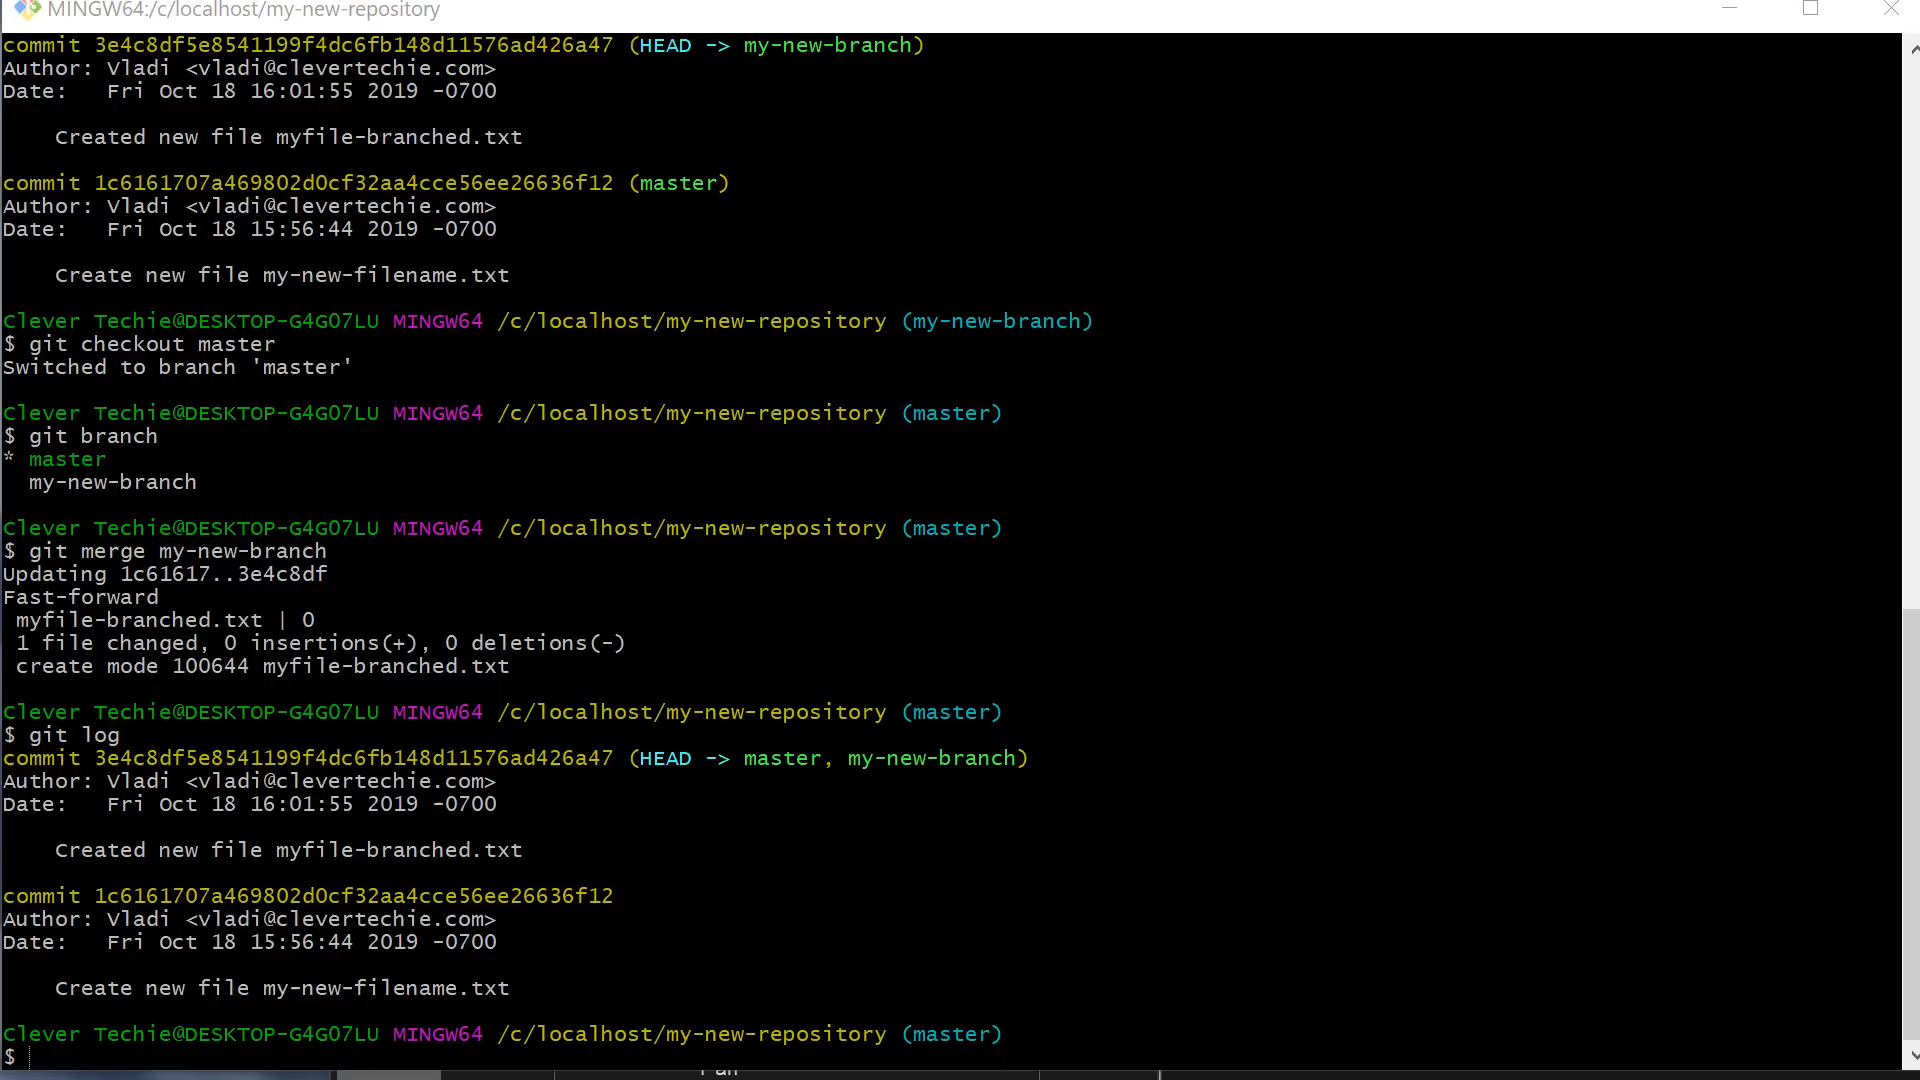 MINGW64:/c/localhost/my-new-repository
commit 3e4c8df5e8541199f4dc6fb148d11576ad426a47 (HEAD -> my-new-branch)
Author: Vladi <vladi@clevertechie.com>
Date:   Fri Oct 18 16:01:55 2019 -0700
    Created new file myfile-branched.txt
commit 1c6161707a469802d0cf32aa4cce56ee26636f12 (master)
Author: Vladi <vladi@clevertechie.com>
Date:   Fri Oct 18 15:56:44 2019 -0700
    Create new file my-new-filename.txt
Clever Techie@DESKTOP-G4GO7LU MINGW64 /c/localhost/my-new-repository (my-new-branch)
$ git checkout master
Switched to branch 'master'
Clever Techie@DESKTOP-G4GO7LU MINGW64 /c/localhost/my-new-repository (master)
$ git branch
* master
  my-new-branch
Clever Techie@DESKTOP-G4GO7LU MINGW64 /c/localhost/my-new-repository (master)
$ git merge my-new-branch
Updating 1c61617..3e4c8df
Fast-forward
 myfile-branched.txt | 0
 1 file changed, 0 insertions(+), 0 deletions(-)
 create mode 100644 myfile-branched.txt
Clever Techie@DESKTOP-G4GO7LU MINGW64 /c/localhost/my-new-repository (master)
$ git log
commit 3e4c8df5e8541199f4dc6fb148d11576ad426a47 (HEAD -> master, my-new-branch)
Author: Vladi <vladi@clevertechie.com>
Date:   Fri Oct 18 16:01:55 2019 -0700
    Created new file myfile-branched.txt
commit 1c6161707a469802d0cf32aa4cce56ee26636f12
Author: Vladi <vladi@clevertechie.com>
Date:   Fri Oct 18 15:56:44 2019 -0700
    Create new file my-new-filename.txt
Clever Techie@DESKTOP-G4GO7LU MINGW64 /c/localhost/my-new-repository (master)
$